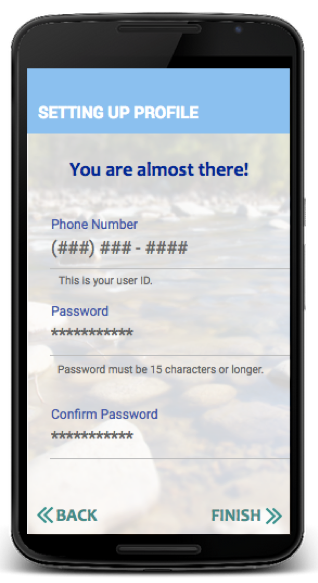 SETTING UP PROFILE
You are almost there!
Phone Number
(###) ### - ####
This is your user ID.
Password
***********
Password must be 15 characters or longer.
Confirm Password
***********
BACK
FINISH